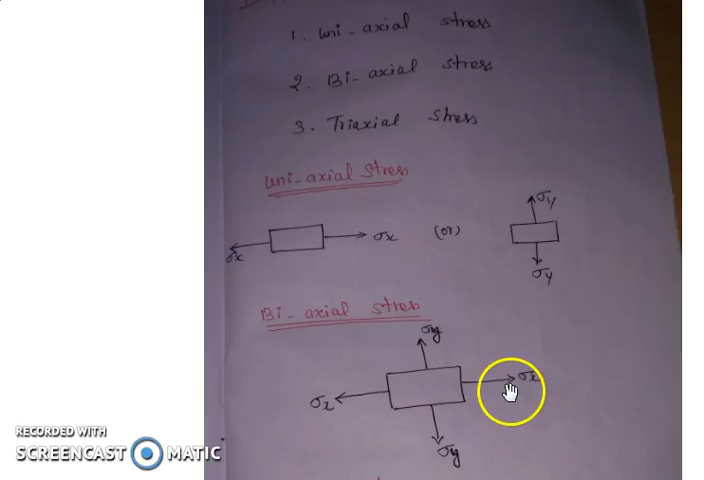 1. Uni-axial stress
2. Bi-axial stress
3. Triaxial stress
Uni-axial stress
σx σx (or) σy σy
Bi-axial stress
σy
σx σx
σy
RECORDED WITH
SCREENCAST MATIC